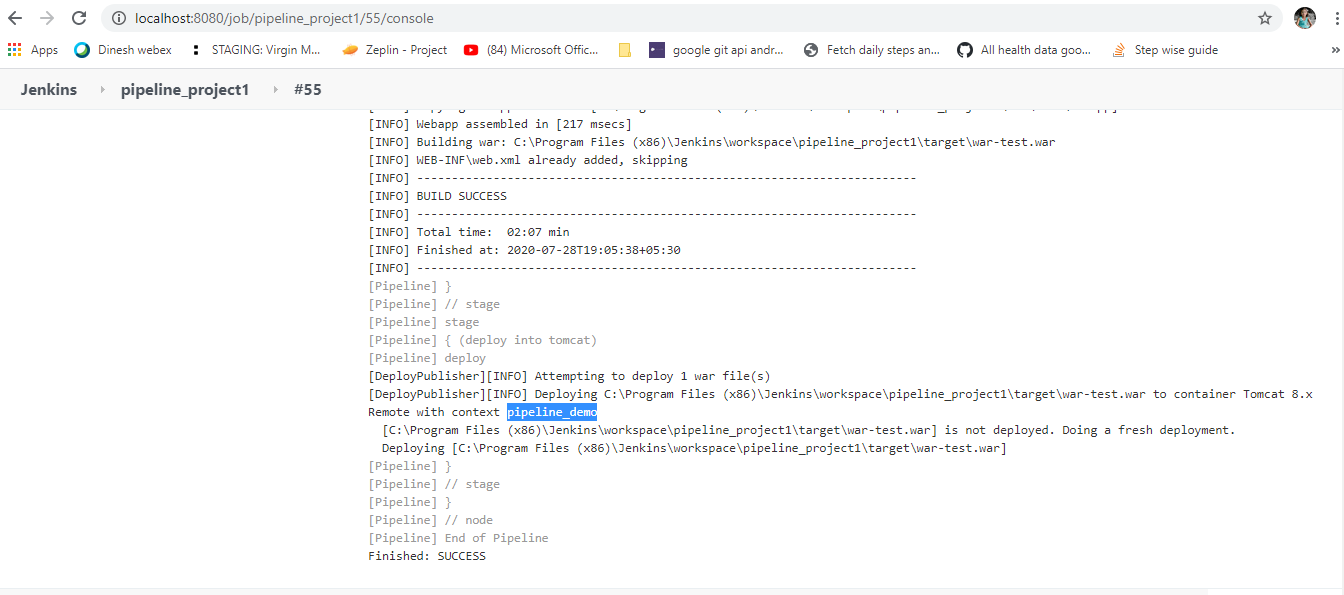 localhost:8080/job/pipeline_project1/55/console
Apps Dinesh webex STAGING: Virgin M... Zeplin - Project (84) Microsoft Offic... google git api andr... Fetch daily steps an... All health data goo... Step wise guide »
Jenkins pipeline_project1 #55
[INFO] Webapp assembled in [217 msecs]
[INFO] Building war: C:\Program Files (x86)\Jenkins\workspace\pipeline_project1\target\war-test.war
[INFO] WEB-INF\web.xml already added, skipping
[INFO] ------------------------------------------------------------------------
[INFO] BUILD SUCCESS
[INFO] ------------------------------------------------------------------------
[INFO] Total time:  02:07 min
[INFO] Finished at: 2020-07-28T19:05:38+05:30
[INFO] ------------------------------------------------------------------------
[Pipeline] }
[Pipeline] // stage
[Pipeline] stage
[Pipeline] { (deploy into tomcat)
[Pipeline] deploy
[DeployPublisher][INFO] Attempting to deploy 1 war file(s)
[DeployPublisher][INFO] Deploying C:\Program Files (x86)\Jenkins\workspace\pipeline_project1\target\war-test.war to container Tomcat 8.x
Remote with context pipeline_demo
[C:\Program Files (x86)\Jenkins\workspace\pipeline_project1\target\war-test.war] is not deployed. Doing a fresh deployment.
Deploying [C:\Program Files (x86)\Jenkins\workspace\pipeline_project1\target\war-test.war]
[Pipeline] }
[Pipeline] // stage
[Pipeline] }
[Pipeline] // node
[Pipeline] End of Pipeline
Finished: SUCCESS